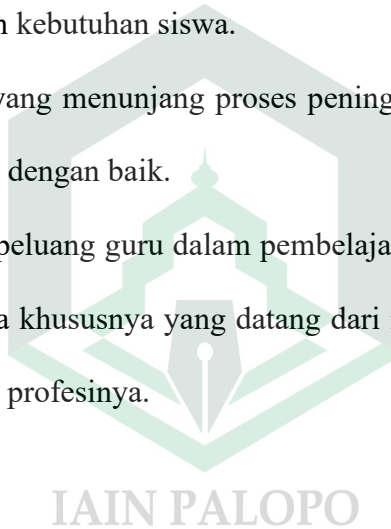 kebutuhan siswa.
yang menunjang proses pening
dengan baik.
peluang guru dalam pembelaja
khususnya yang datang dari
profesinya.
IAIN PALOPO